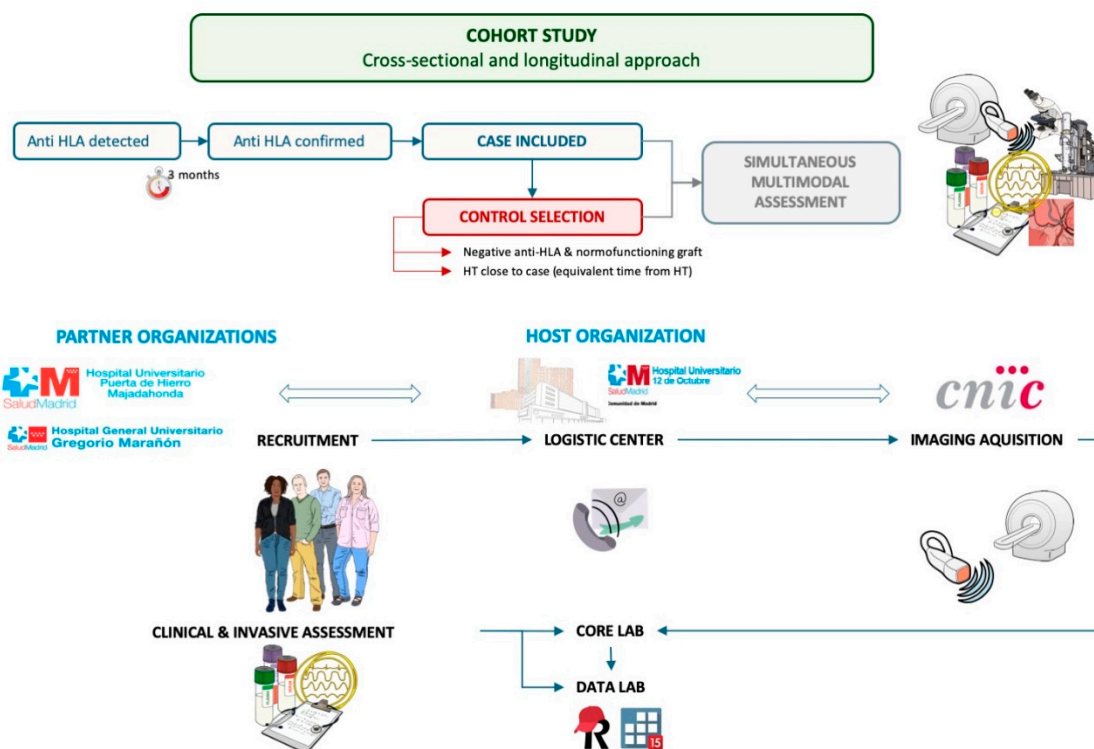 COHORT STUDY
Cross-sectional and longitudinal approach
Anti HLA detected
Anti HLA confirmed
CASE INCLUDED
3 months
SIMULTANEOUS
MULTIMODAL
ASSESSMENT
CONTROL SELECTION
Negative anti-HLA & normofunctioning graft
HT close to case (equivalent time from HT)
PARTNER ORGANIZATIONS
HOST ORGANIZATION
M
SaludMadrid
Hospital Universitario
Puerta de Hierro
Majadahonda
M
SaludMadrid
Hospital Universitario
12 de Octubre
Comunidad de Madrid
cnic
M
SaludMadrid
Hospital General Universitario
Gregorio Marañón
RECRUITMENT
LOGISTIC CENTER
IMAGING AQUISITION
@
CLINICAL & INVASIVE ASSESSMENT
CORE LAB
DATA LAB
R
15